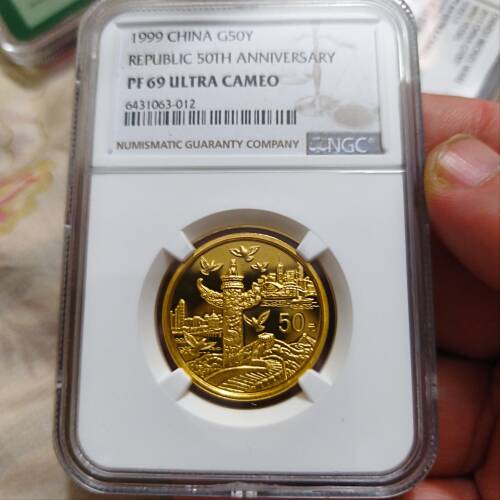 1999 CHINA G50Y
REPUBLIC 50TH ANNIVERSARY
PF 69 ULTRA CAMEO
6431063-012
NUMISMATIC GUARANTY COMPANY
NGC
50